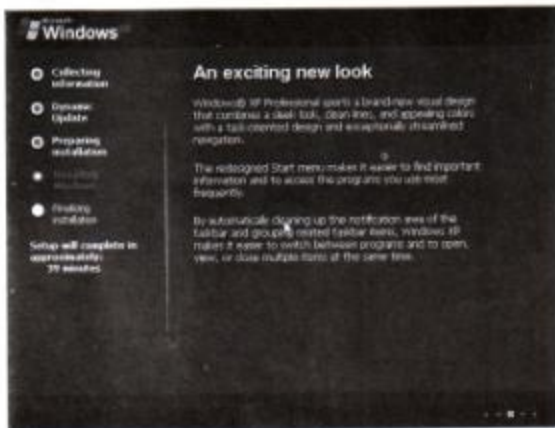 Microsoft
Windows
Collecting
information
Dynamic
Update
Preparing
installation
Installing
Windows
Finalizing
installation
Setup will complete in
approximately:
39 minutes
An exciting new look
Windows® XP Professional sports a brand-new visual design
that combines a sleek look, clean lines, and appealing colors
with a task-oriented design and exceptionally streamlined
navigation.
The redesigned Start menu makes it easier to find important
information and to access the programs you use most
frequently.
By automatically cleaning up the notification area of the
taskbar and grouping related taskbar items, Windows XP
makes it easier to switch between programs and to open,
view, or close multiple items at the same time.